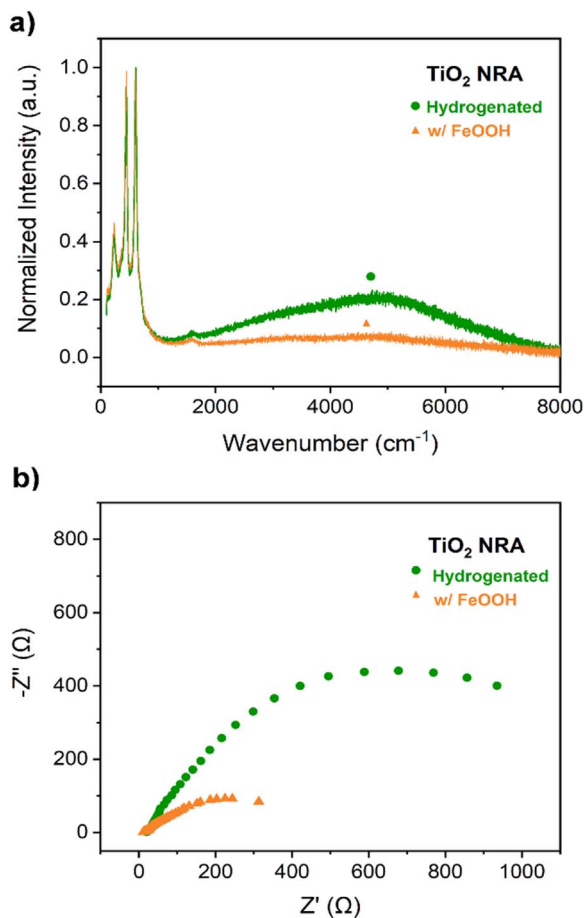 a)
Normalized Intensity (a.u.)
1.0
0.8
0.6
0.4
0.2
0.0
TiO₂ NRA
Hydrogenated
w/ FeOOH
0 2000 4000 6000 8000
Wavenumber (cm⁻¹)
b)
-Z'' (Ω)
800
600
400
200
0
TiO₂ NRA
Hydrogenated
w/ FeOOH
0 200 400 600 800 1000
Z' (Ω)